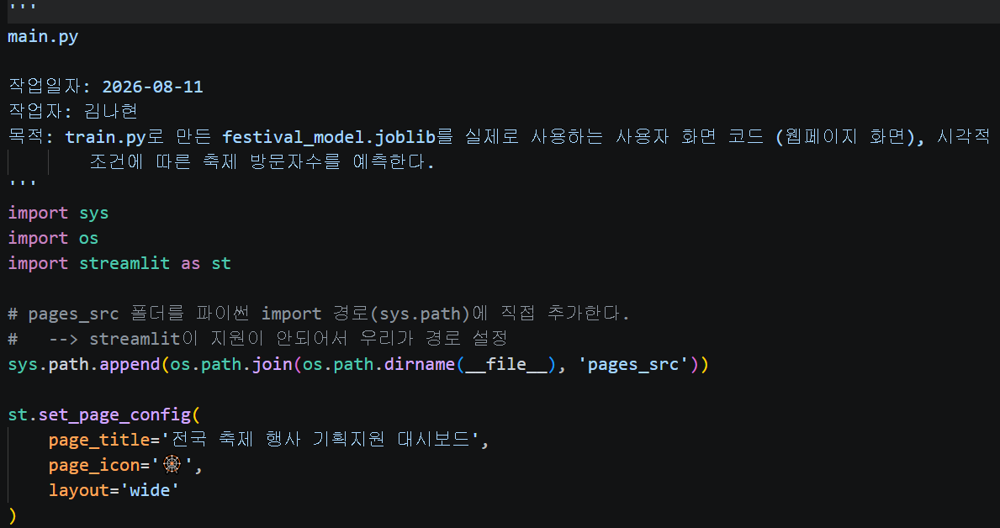 '''
main.py
작업일자: 2026-08-11
작업자: 김나현
목적: train.py로 만든 festival_model.joblib를 실제로 사용하는 사용자 화면 코드 (웹페이지 화면), 시각적
조건에 따른 축제 방문자수를 예측한다.
'''
import sys
import os
import streamlit as st
# pages_src 폴더를 파이썬 import 경로(sys.path)에 직접 추가한다.
#   --> streamlit이 지원이 안되어서 우리가 경로 설정
sys.path.append(os.path.join(os.path.dirname(__file__), 'pages_src'))
st.set_page_config(
    page_title='전국 축제 행사 기획지원 대시보드',
    page_icon='🎡',
    layout='wide'
)